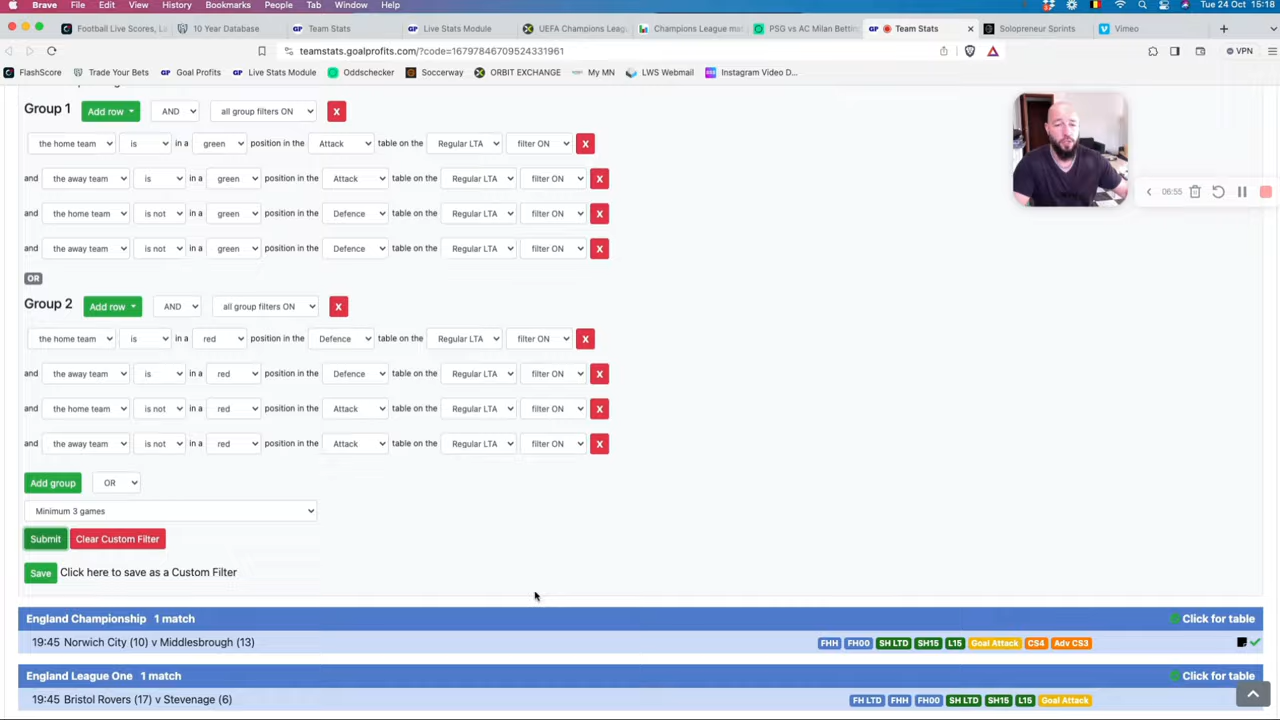 Brave File Edit View History Bookmarks People Tab Window Help Tue 24 Oct 15:18
Football Live Scores, Li 10 Year Database Team Stats Live Stats Module UEFA Champions Leag Champions League mat PSG vs AC Milan Bettin Team Stats Solopreneur Sprints Vimeo
teamstats.goalprofits.com/?code=16797846709524331961 VPN
FlashScore Trade Your Bets Goal Profits Live Stats Module Oddschecker Soccerway ORBIT EXCHANGE My MN LWS Webmail Instagram Video D...
Group 1 Add row AND all group filters ON X
the home team is in a green position in the Attack table on the Regular LTA filter ON X
06:55
and the away team is in a green position in the Attack table on the Regular LTA filter ON X
and the home team is not in a green position in the Defence table on the Regular LTA filter ON X
and the away team is not in a green position in the Defence table on the Regular LTA filter ON X
OR
Group 2 Add row AND all group filters ON X
the home team is in a red position in the Defence table on the Regular LTA filter ON X
and the away team is in a red position in the Defence table on the Regular LTA filter ON X
and the home team is not in a red position in the Attack table on the Regular LTA filter ON X
and the away team is not in a red position in the Attack table on the Regular LTA filter ON X
Add group OR
Minimum 3 games
Submit Clear Custom Filter
Save Click here to save as a Custom Filter
England Championship 1 match Click for table
19:45 Norwich City (10) v Middlesbrough (13) FHH FH00 SH LTD SH15 L15 Goal Attack CS4 Adv CS3
England League One 1 match Click for table
19:45 Bristol Rovers (17) v Stevenage (6) FH LTD FHH FH00 SH LTD SH15 L15 Goal Attack